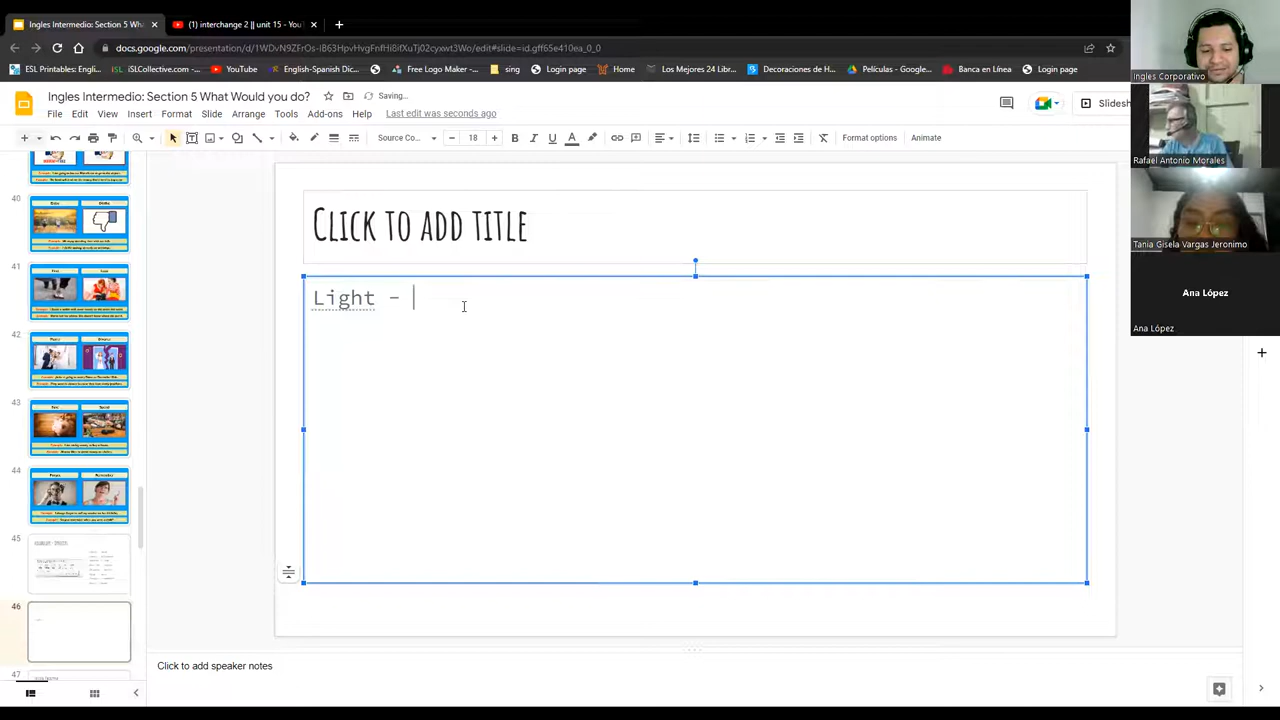 Ingles Intermedio: Section 5 Wha
(1) interchange 2 || unit 15 - You
docs.google.com/presentation/d/1WDvN9ZFrOs-IB63HpvHvgFnfHi8ifXuTj02cyxwt3Wo/edit#slide=id.gff65e410ea_0_0
ESL Printables: Engli...
iSLCollective.com -...
YouTube
English-Spanish Dic...
Free Logo Maker -...
sing
Login page
Home
Los Mejores 24 Libr...
Devociones de H...
Películas - Google...
Banca en Línea
Login page
Ingles Intermedio: Section 5 What Would you do?
Saving...
File Edit View Insert Format Slide Arrange Tools Add-ons Help
Last edit was seconds ago
Slidesh
Source Co...
18
Format options
Animate
40
41
42
43
44
45
46
47
Click to add title
Light -
Click to add speaker notes
Ingles Corporativo
Rafael Antonio Morales
Tania Gisela Vargas Jeronimo
Ana López
Ana López